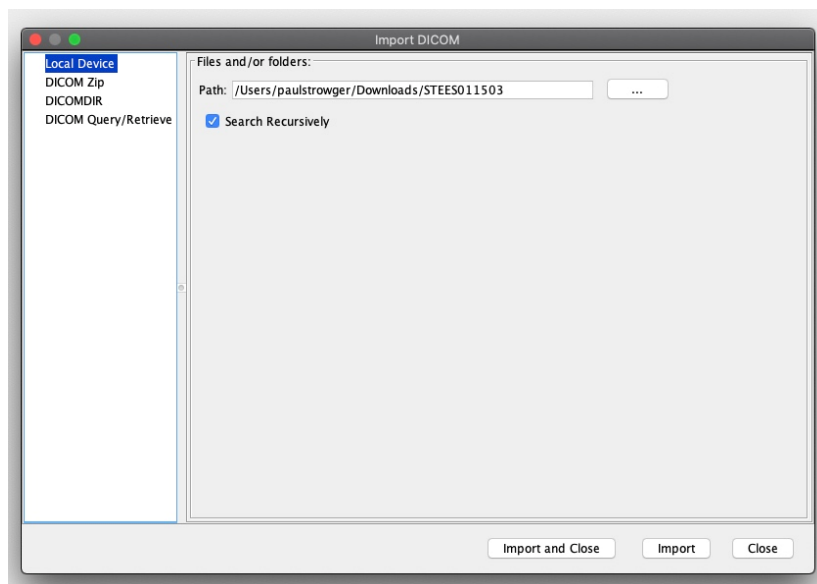 Import DICOM
Local Device
DICOM Zip
DICOMDIR
DICOM Query/Retrieve
Files and/or folders:
Path: /Users/paulstrowger/Downloads/STEES011503 ...
Search Recursively
Import and Close Import Close